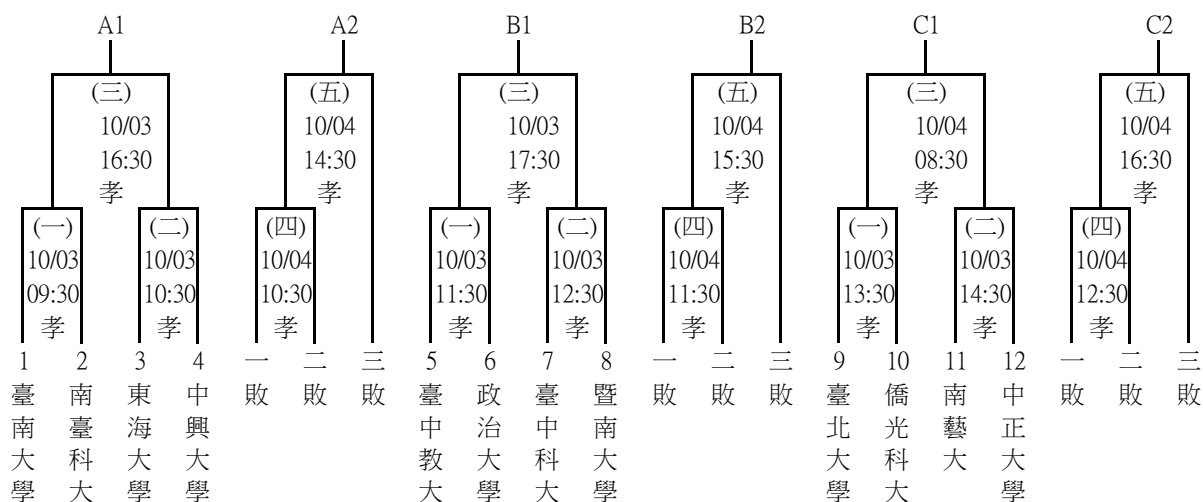 A1 A2 B1 B2 C1 C2
(三) (五) (三) (五) (三) (五)
10/03 10/04 10/03 10/04 10/04 10/04
16:30 14:30 17:30 15:30 08:30 16:30
孝 孝 孝 孝 孝 孝
(一) (二) (四) (一) (二) (四) (一) (二) (四)
10/03 10/03 10/04 10/03 10/03 10/04 10/03 10/03 10/04
09:30 10:30 10:30 11:30 12:30 11:30 13:30 14:30 12:30
孝 孝 孝 孝 孝 孝 孝 孝 孝
1 臺南大學
2 南臺科大
3 東海大學
4 中興大學
一敗
二敗
三敗
5 臺中教大
6 政治大學
7 臺中科大
8 暨南大學
一敗
二敗
三敗
9 臺北大學
10 僑光科大
11 南藝大
12 中正大學
一敗
二敗
三敗